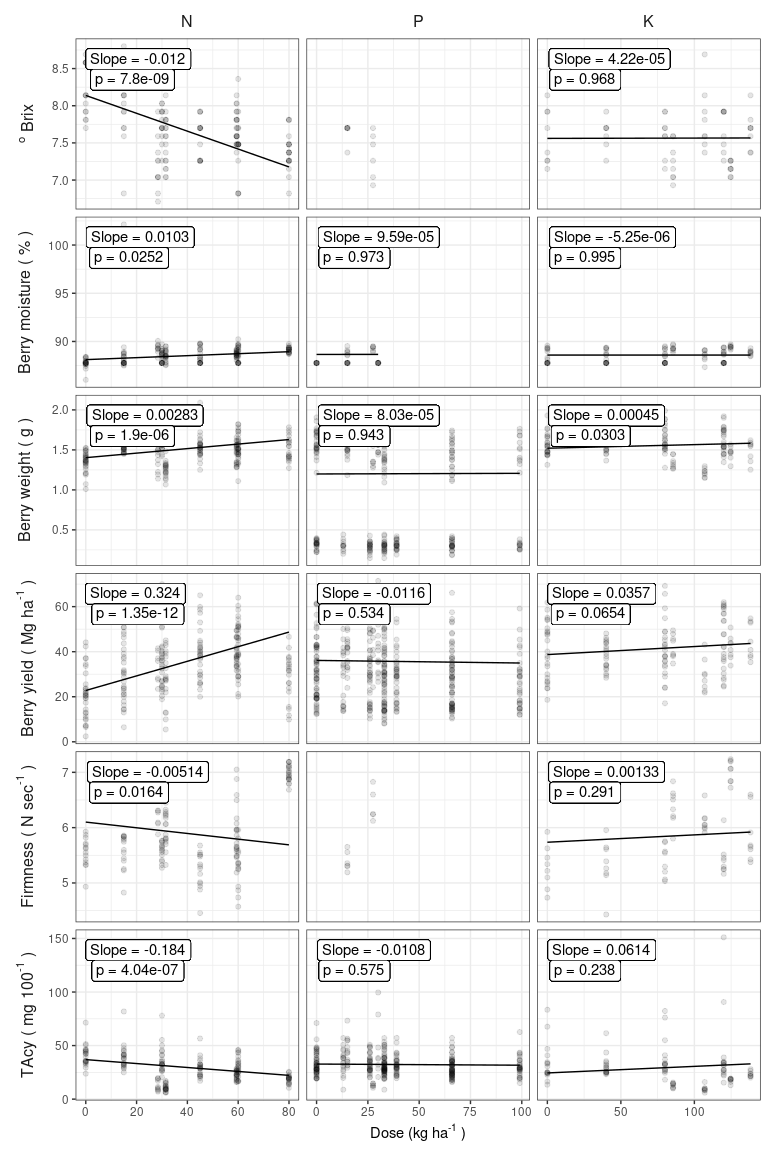 N P K
º Brix
8.5
8.0
7.5
7.0
Slope = -0.012
p = 7.8e-09
Slope = 4.22e-05
p = 0.968
Berry moisture ( % )
100
95
90
Slope = 0.0103
p = 0.0252
Slope = 9.59e-05
p = 0.973
Slope = -5.25e-06
p = 0.995
Berry weight ( g )
2.0
1.5
1.0
0.5
Slope = 0.00283
p = 1.9e-06
Slope = 8.03e-05
p = 0.943
Slope = 0.00045
p = 0.0303
Berry yield ( Mg ha⁻¹ )
60
40
20
0
Slope = 0.324
p = 1.35e-12
Slope = -0.0116
p = 0.534
Slope = 0.0357
p = 0.0654
Firmness ( N sec⁻¹ )
7
6
5
Slope = -0.00514
p = 0.0164
Slope = 0.00133
p = 0.291
TAcy ( mg 100⁻¹ )
150
100
50
0
Slope = -0.184
p = 4.04e-07
Slope = -0.0108
p = 0.575
Slope = 0.0614
p = 0.238
0 20 40 60 80
0 25 50 75 100
0 50 100
Dose (kg ha⁻¹ )